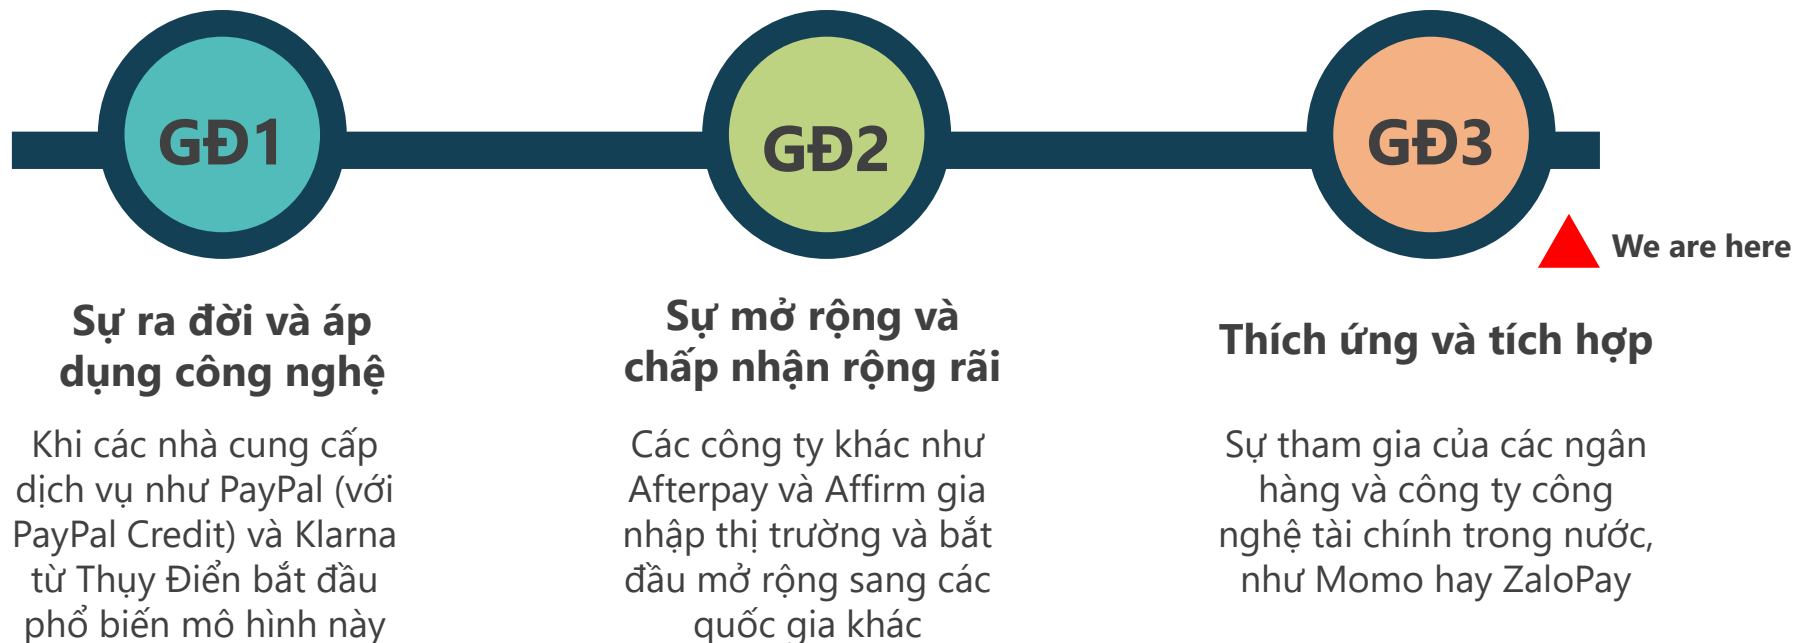 GĐ1
GĐ2
GĐ3
We are here
Sự ra đời và áp
dụng công nghệ
Khi các nhà cung cấp
dịch vụ như PayPal (với
PayPal Credit) và Klarna
từ Thụy Điển bắt đầu
phổ biến mô hình này
Sự mở rộng và
chấp nhận rộng rãi
Các công ty khác như
Afterpay và Affirm gia
nhập thị trường và bắt
đầu mở rộng sang các
quốc gia khác
Thích ứng và tích hợp
Sự tham gia của các ngân
hàng và công ty công
nghệ tài chính trong nước,
như Momo hay ZaloPay